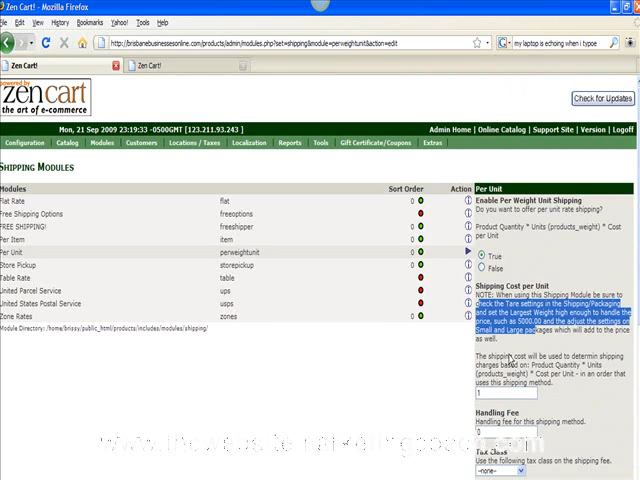 Zen Cart! - Mozilla Firefox
File Edit View History Bookmarks Yahoo! Tools Help
http://brisbanebusinessesonline.com/products/admin/modules.php?set=shipping&module=perweightunit&action=edit
my laptop is echoing when i typoe
Zen Cart! Zen Cart!
powered by
zencart
the art of e-commerce
Check for Updates
Mon, 21 Sep 2009 23:19:33 -0500GMT [123.211.93.243]
Admin Home | Online Catalog | Support Site | Version | Logoff
Configuration Catalog Modules Customers Locations / Taxes Localization Reports Tools Gift Certificate/Coupons Extras
Shipping Modules
Modules Sort Order Action
Flat Rate flat 0
Free Shipping Options freeoptions
FREE SHIPPING! freeshipper 0
Per Item item 0
Per Unit perweightunit 0
Store Pickup storepickup 0
Table Rate table
United Parcel Service ups
United States Postal Service usps
Zone Rates zones 0
Module Directory: /home/brissy/public_html/products/includes/modules/shipping/
Per Unit
Enable Per Weight Unit Shipping
Do you want to offer per unit rate shipping?
Product Quantity * Units (products_weight) * Cost
per Unit
True
False
Shipping Cost per Unit
NOTE: When using this Shipping Module be sure to
check the Tare settings in the Shipping/Packaging
and set the Largest Weight high enough to handle the
price, such as 5000.00 and the adjust the settings on
Small and Large packages which will add to the price
as well.
The shipping cost will be used to determin shipping
charges based on: Product Quantity * Units
(products_weight) * Cost per Unit - in an order that
uses this shipping method.
1
Handling Fee
Handling fee for this shipping method.
0
www.thewebsitemarketingcoach.com
Tax Class
Use the following tax class on the shipping fee.
--none--